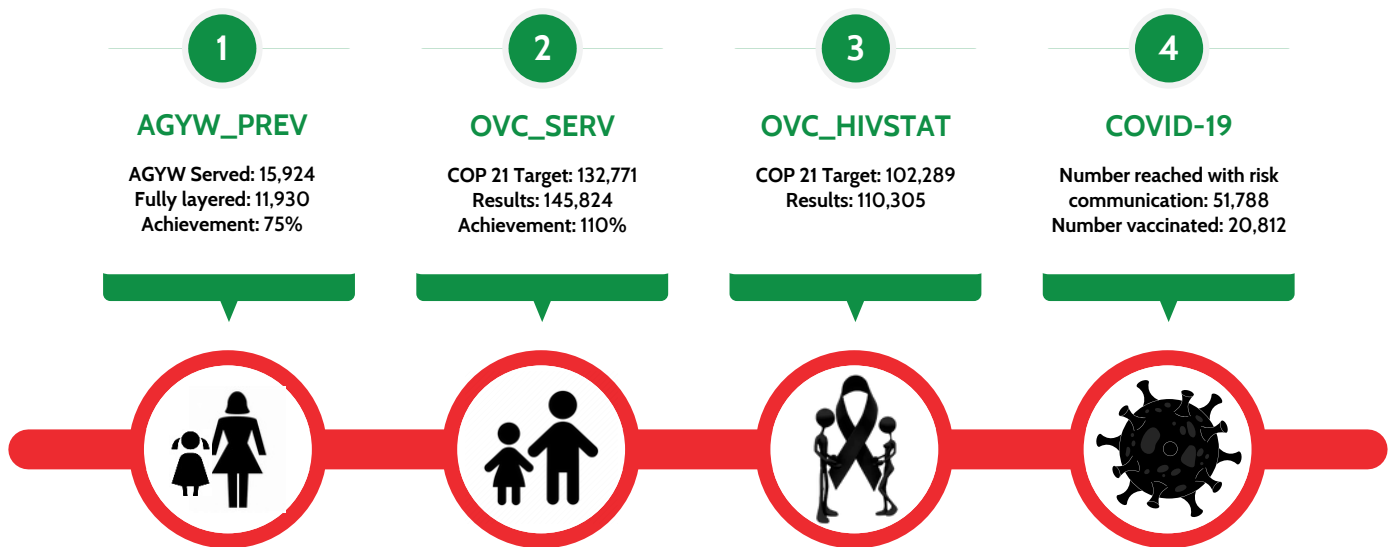 1
AGYW_PREV
AGYW Served: 15,924
Fully layered: 11,930
Achievement: 75%
2
OVC_SERV
COP 21 Target: 132,771
Results: 145,824
Achievement: 110%
3
OVC_HIVSTAT
COP 21 Target: 102,289
Results: 110,305
4
COVID-19
Number reached with risk
communication: 51,788
Number vaccinated: 20,812